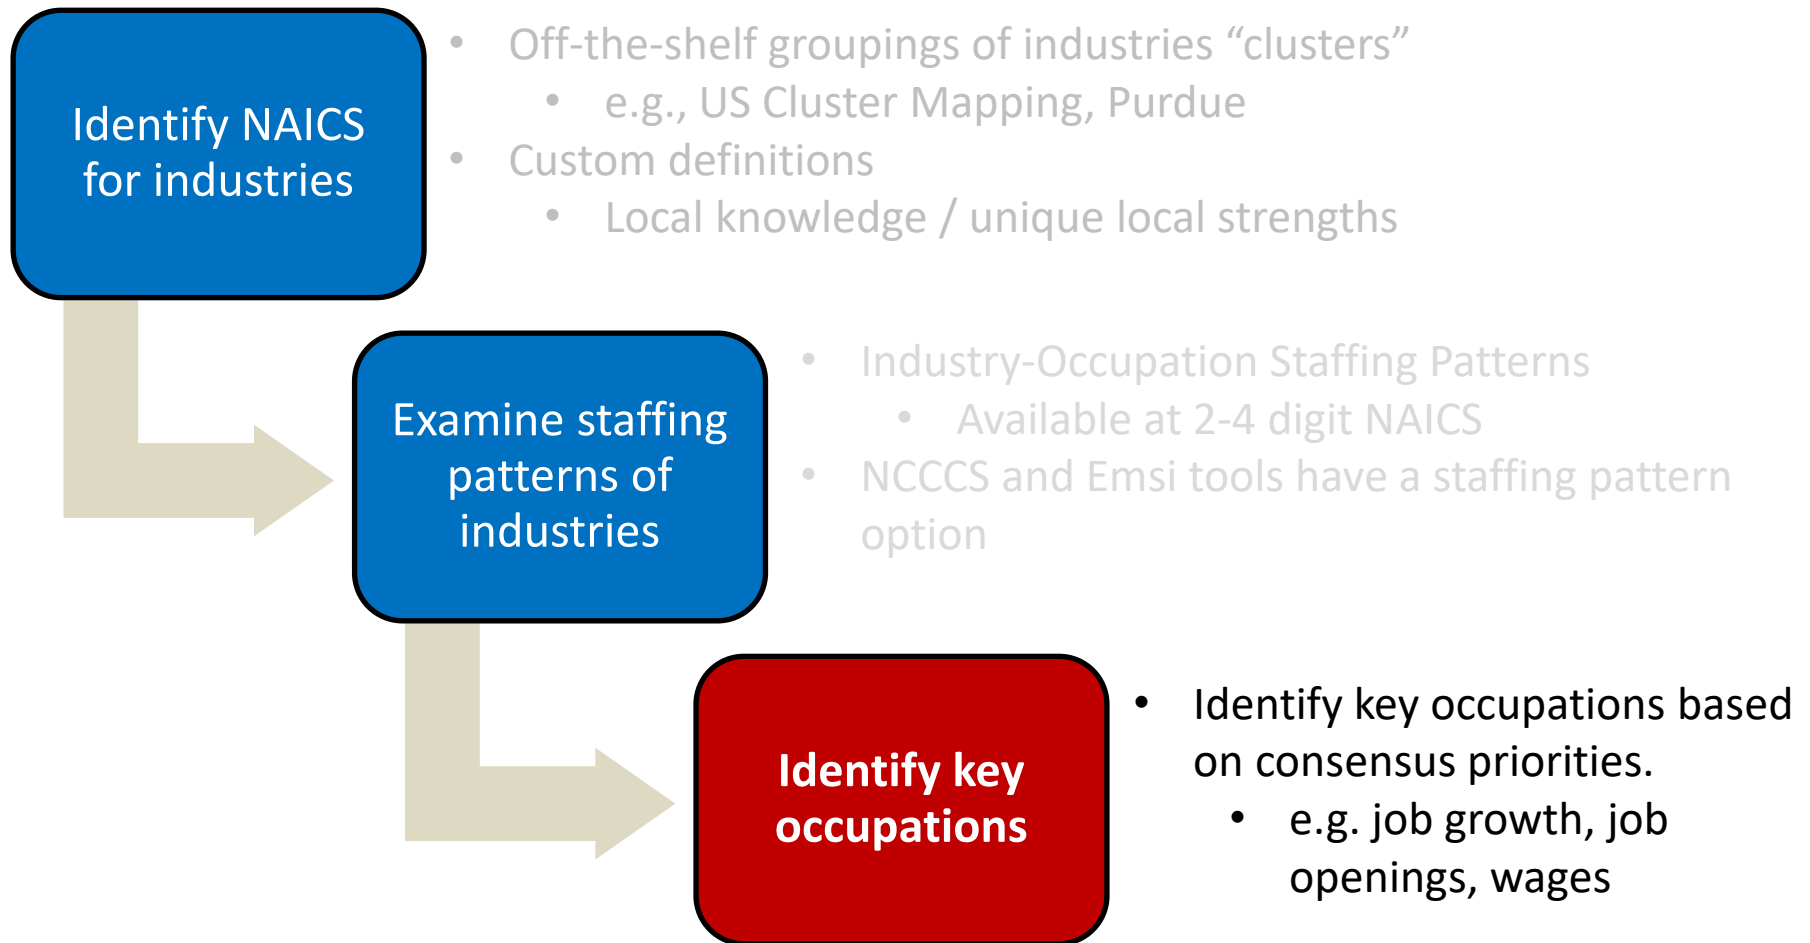 Identify NAICS
for industries
• Off-the-shelf groupings of industries “clusters”
• e.g., US Cluster Mapping, Purdue
• Custom definitions
• Local knowledge / unique local strengths
Examine staffing
patterns of
industries
• Industry-Occupation Staffing Patterns
• Available at 2-4 digit NAICS
• NCCCS and Emsi tools have a staffing pattern
option
Identify key
occupations
• Identify key occupations based
on consensus priorities.
• e.g. job growth, job
openings, wages